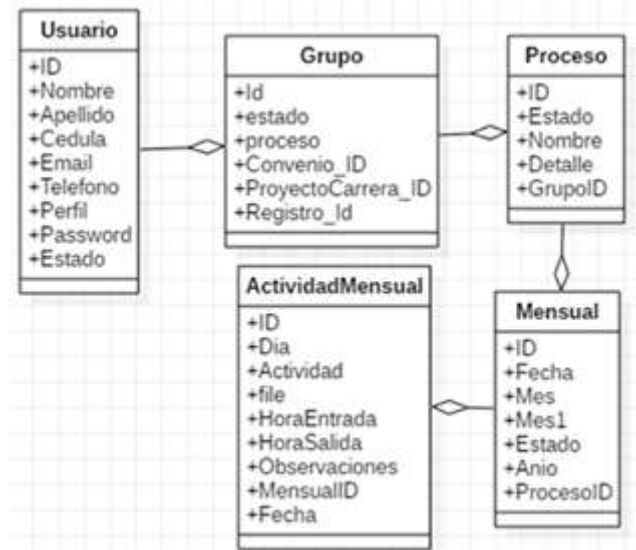 Usuario
+ID
+Nombre
+Apellido
+Cedula
+Email
+Telefono
+Perfil
+Password
+Estado
Grupo
+Id
+estado
+proceso
+Convenio_ID
+ProyectoCarrera_ID
+Registro_Id
Proceso
+ID
+Estado
+Nombre
+Detalle
+GrupoID
ActividadMensual
+ID
+Dia
+Actividad
+file
+HoraEntrada
+HoraSalida
+Observaciones
+MensualID
+Fecha
Mensual
+ID
+Fecha
+Mes
+Mes1
+Estado
+Anio
+ProcesoID